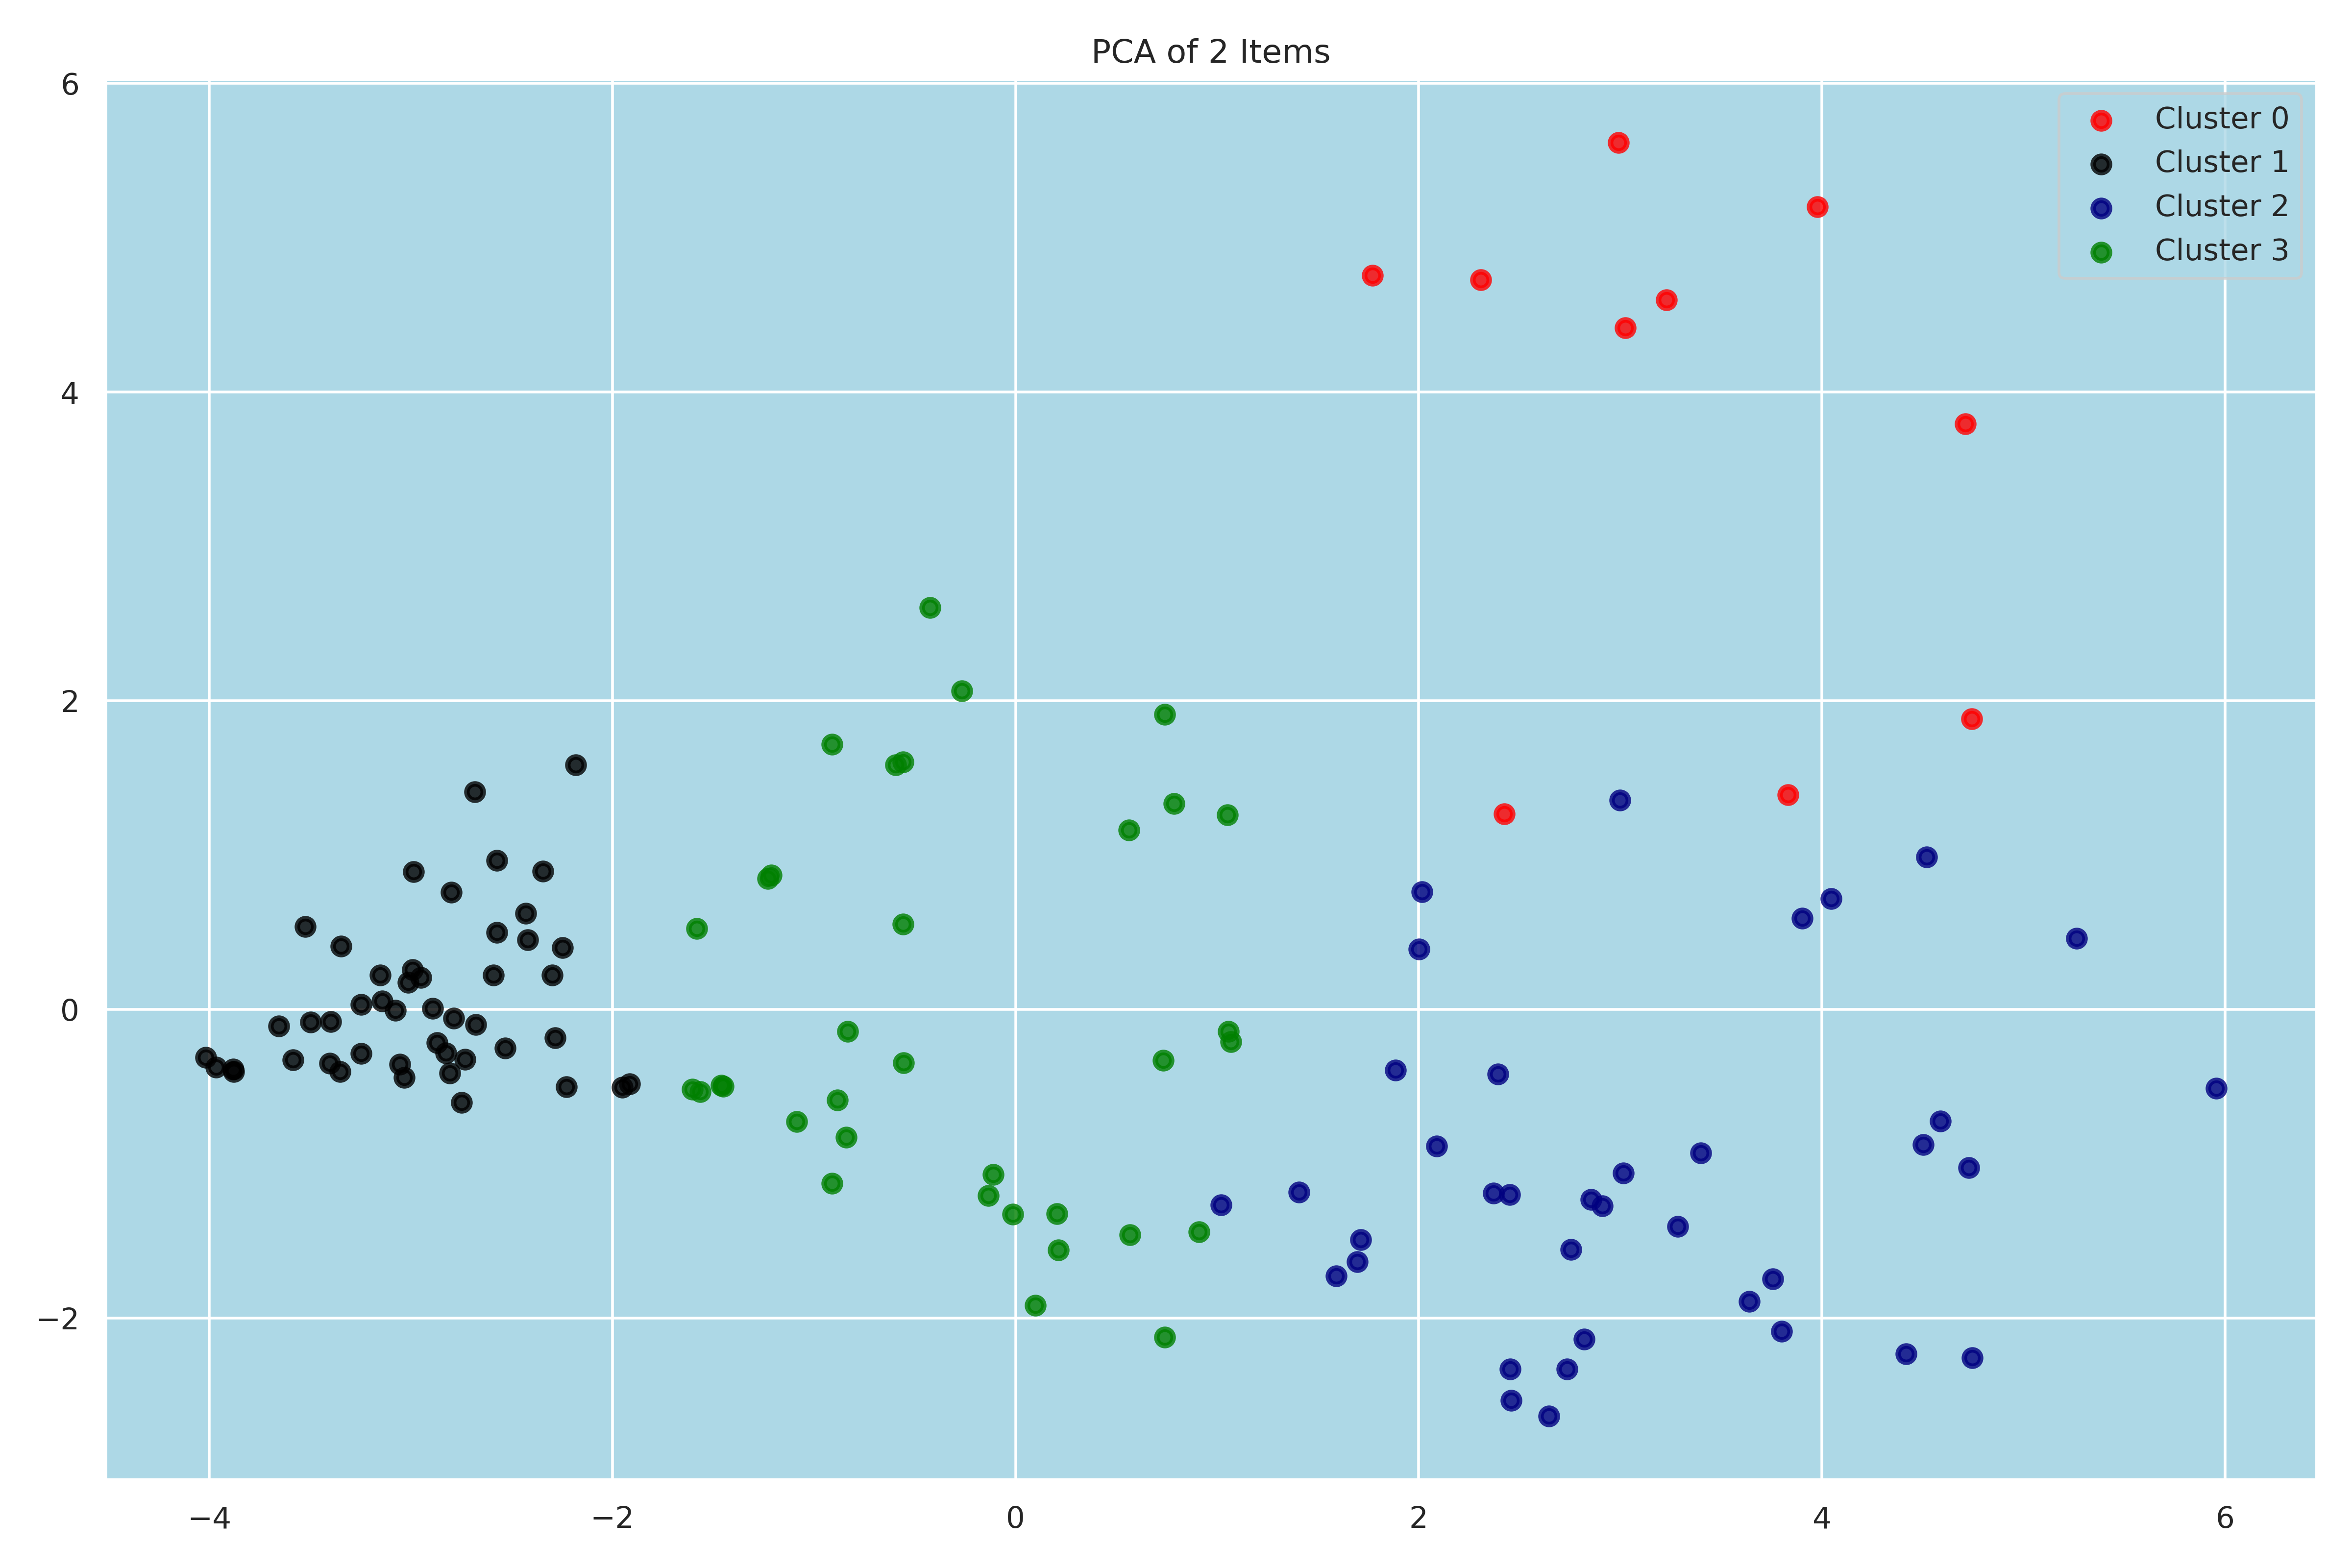 PCA of 2 Items
6
4
2
0
−2
Cluster 0
Cluster 1
Cluster 2
Cluster 3
−4 −2 0 2 4 6